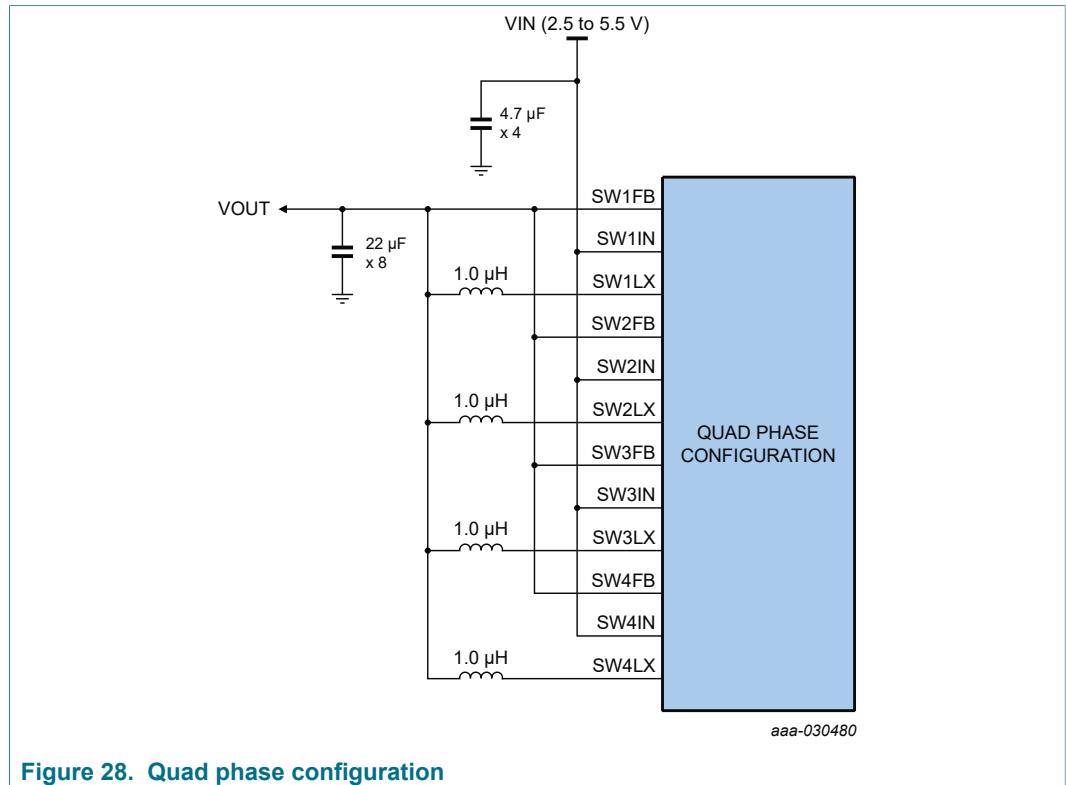 VIN (2.5 to 5.5 V)
4.7 µF
x 4
VOUT
22 µF
x 8
SW1FB
SW1IN
1.0 µH
SW1LX
SW2FB
SW2IN
1.0 µH
SW2LX
SW3FB
SW3IN
1.0 µH
SW3LX
SW4FB
SW4IN
1.0 µH
SW4LX
QUAD PHASE
CONFIGURATION
aaa-030480
Figure 28. Quad phase configuration